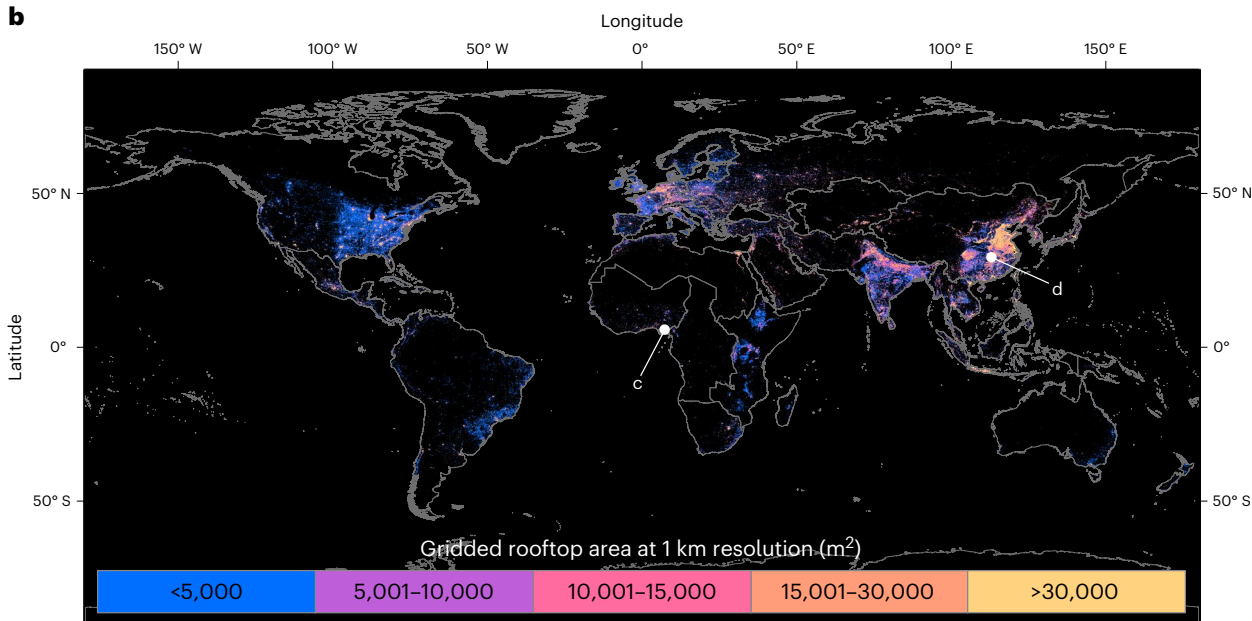 b
Longitude
150° W 100° W 50° W 0° 50° E 100° E 150° E
50° N 50° N
d
Latitude
0° 0°
c
50° S 50° S
Gridded rooftop area at 1 km resolution (m²)
<5,000 5,001–10,000 10,001–15,000 15,001–30,000 >30,000